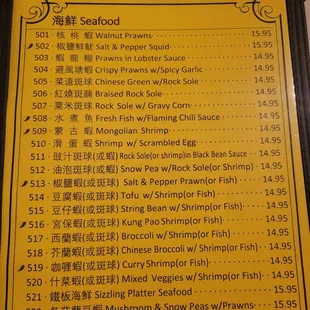 海鮮 Seafood
501 · 核 桃 蝦 Walnut Prawns 15.95
502 · 椒鹽鮮魷 Salt & Pepper Squid 15.95
503 · 蝦 龍 糊 Prawns in Lobster Sauce 14.95
504 · 避風塘蝦 Crispy Prawns w/Spicy Garlic 14.95
505 · 菜遠斑球 Chinese Green w/Rock Sole 14.95
506 · 紅燒斑腩 Braised Rock Sole 14.95
507 · 粟米斑球 Rock Sole w/ Gravy Corn 14.95
508 · 水 煮 魚 Fresh Fish w/Flaming Chili Sauce 15.95
509 · 蒙 古 蝦 Mongolian Shrimp 14.95
510 · 滑 蛋 蝦 Shrimp w/ Scrambled Egg 14.95
511 · 豉汁斑球(或蝦) Rock Sole(or shrimp)in Black Bean Sauce 14.95
512 · 油泡斑球(或蝦) Snow Pea w/Rock Sole(or Shrimp) 14.95
513 · 椒鹽蝦(或斑球) Salt & Pepper Prawn(or Fish) 14.95
514 · 豆腐蝦(或斑球) Tofu w/ Shrimp(or Fish) 14.95
515 · 豆仔蝦(或斑球) String Bean w/ Shrimp(or Fish) 14.95
516 · 宮保蝦(或斑球) Kung Pao Shrimp(or Fish) 14.95
517 · 西蘭蝦(或斑球) Broccoli w/ Shrimp(or Fish) 14.95
518 · 芥蘭蝦(或斑球) Chinese Broccoli w/ Shrimp(or Fish) 14.95
519 · 咖喱蝦(或斑球) Curry Shrimp(or Fish) 14.95
520 · 什菜蝦(或斑球) Mixed Veggies w/ Shrimp(or Fish) 14.95
521 · 鐵板海鮮 Sizzling Platter Seafood 15.95
豆蝦 Mushroom & Snow Peas w/Prawns 15.95